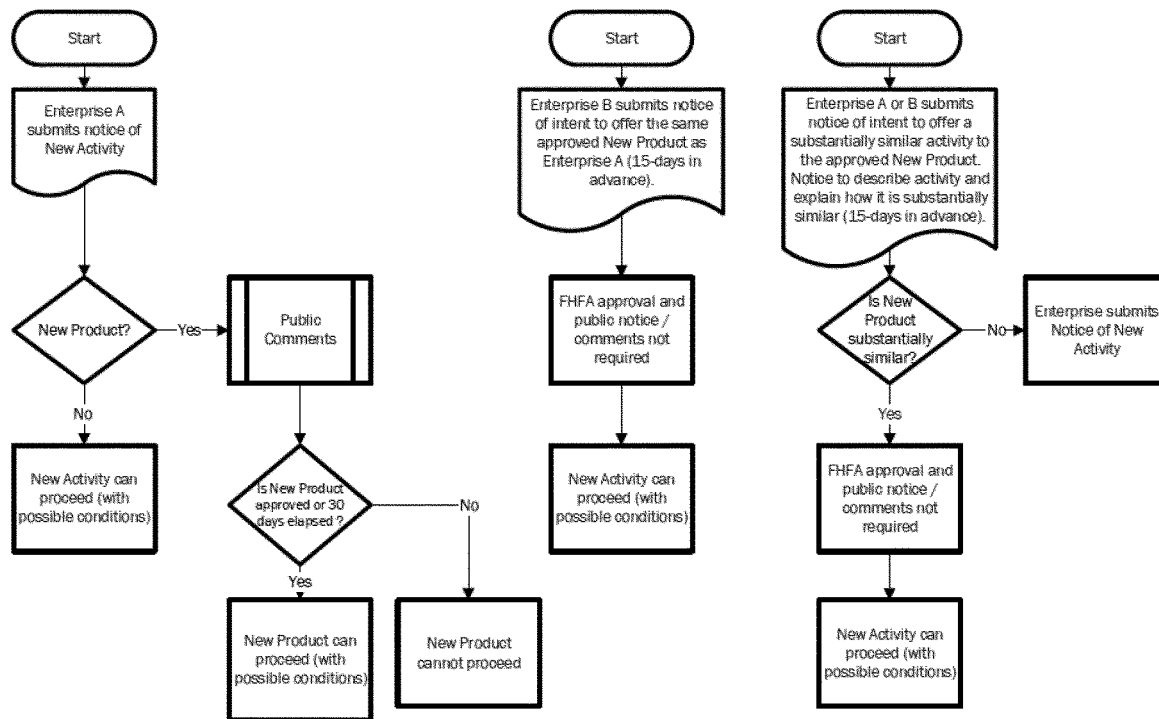 Start
Enterprise A
submits notice of
New Activity
New Product?
Yes
Public
Comments
No
New Activity can
proceed (with
possible conditions)
Is New Product
approved or 30
days elapsed ?
No
Yes
New Product can
proceed (with
possible conditions)
New Product
cannot proceed
Start
Enterprise B submits notice
of intent to offer the same
approved New Product as
Enterprise A (15-days in
advance).
FHFA approval and
public notice /
comments not
required
New Activity can
proceed (with
possible conditions)
Start
Enterprise A or B submits
notice of intent to offer a
substantially similar activity to
the approved New Product.
Notice to describe activity and
explain how it is substantially
similar (15-days in advance).
Is New
Product
substantially
similar?
No
Enterprise submits
Notice of New
Activity
Yes
FHFA approval and
public notice /
comments not
required
New Activity can
proceed (with
possible conditions)